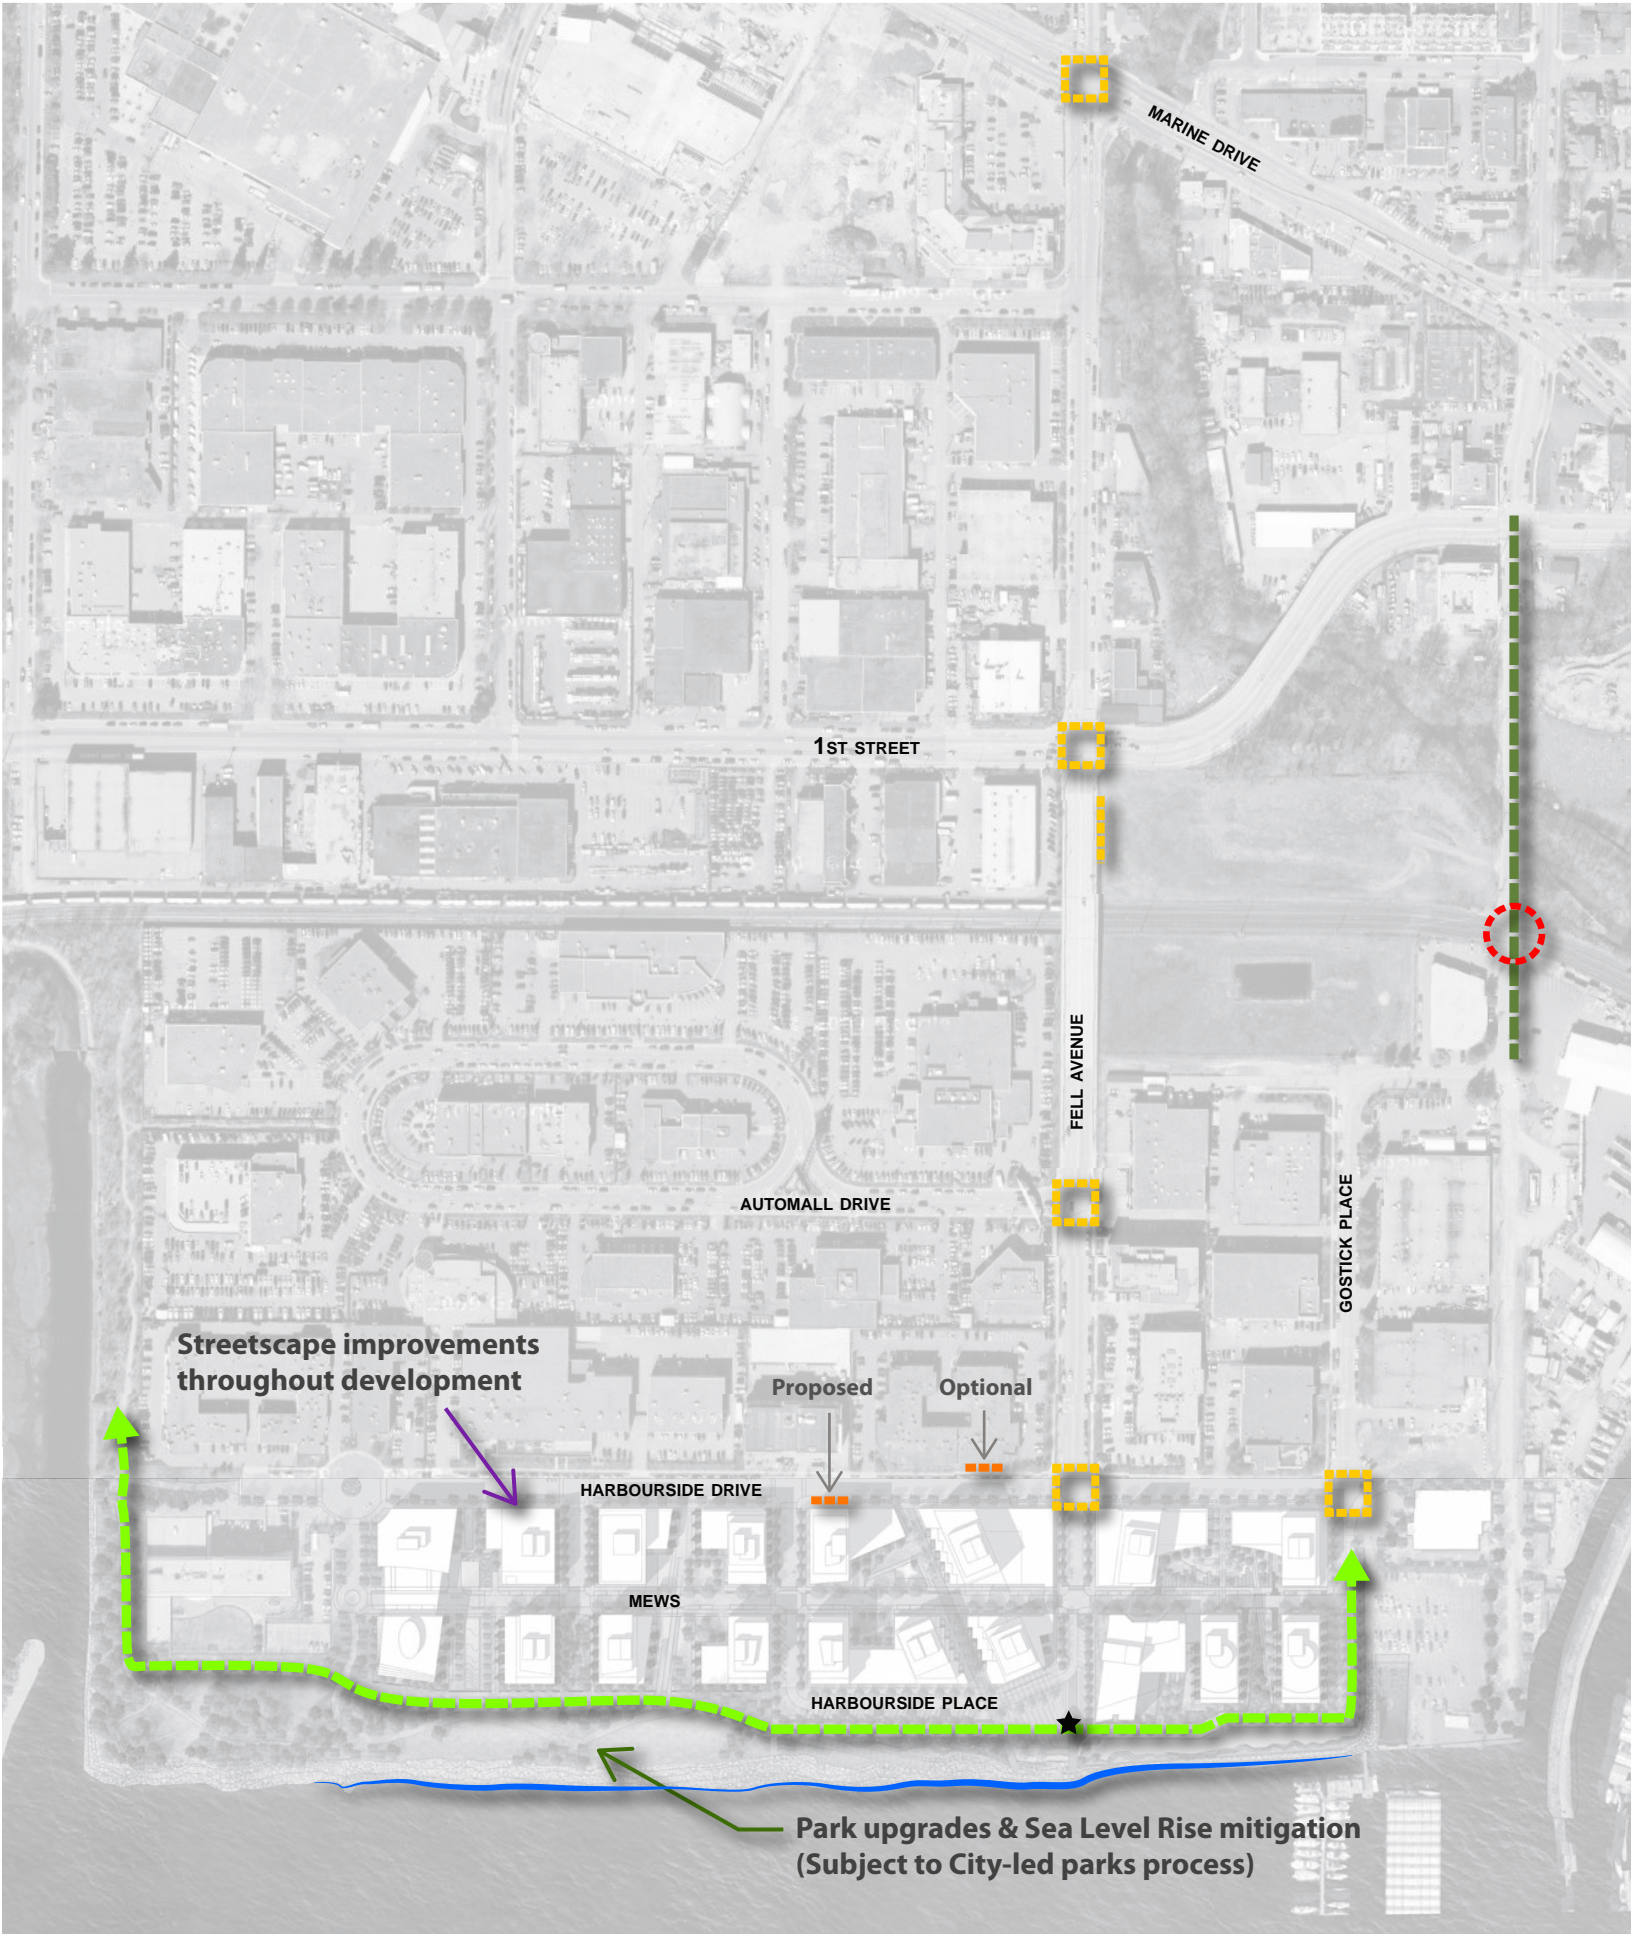 MARINE DRIVE
1ST STREET
FELL AVENUE
AUTOMALL DRIVE
GOSTICK PLACE
Streetscape improvements
throughout development
Proposed
Optional
HARBOURSIDE DRIVE
MEWS
HARBOURSIDE PLACE
Park upgrades & Sea Level Rise mitigation
(Subject to City-led parks process)